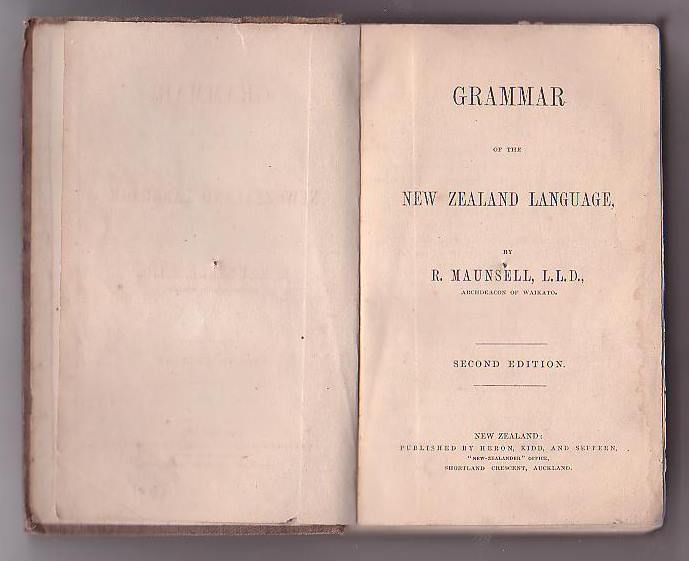 GRAMMAR
OF THE
NEW ZEALAND LANGUAGE,
BY
R. MAUNSELL, L.L.D.,
ARCHDEACON OF WAIKATO.
SECOND EDITION.
NEW ZEALAND:
PUBLISHED BY HERON, KIDD, AND SEFFERN,
"NEW-ZEALANDER" OFFICE,
SHORTLAND CRESCENT, AUCKLAND.